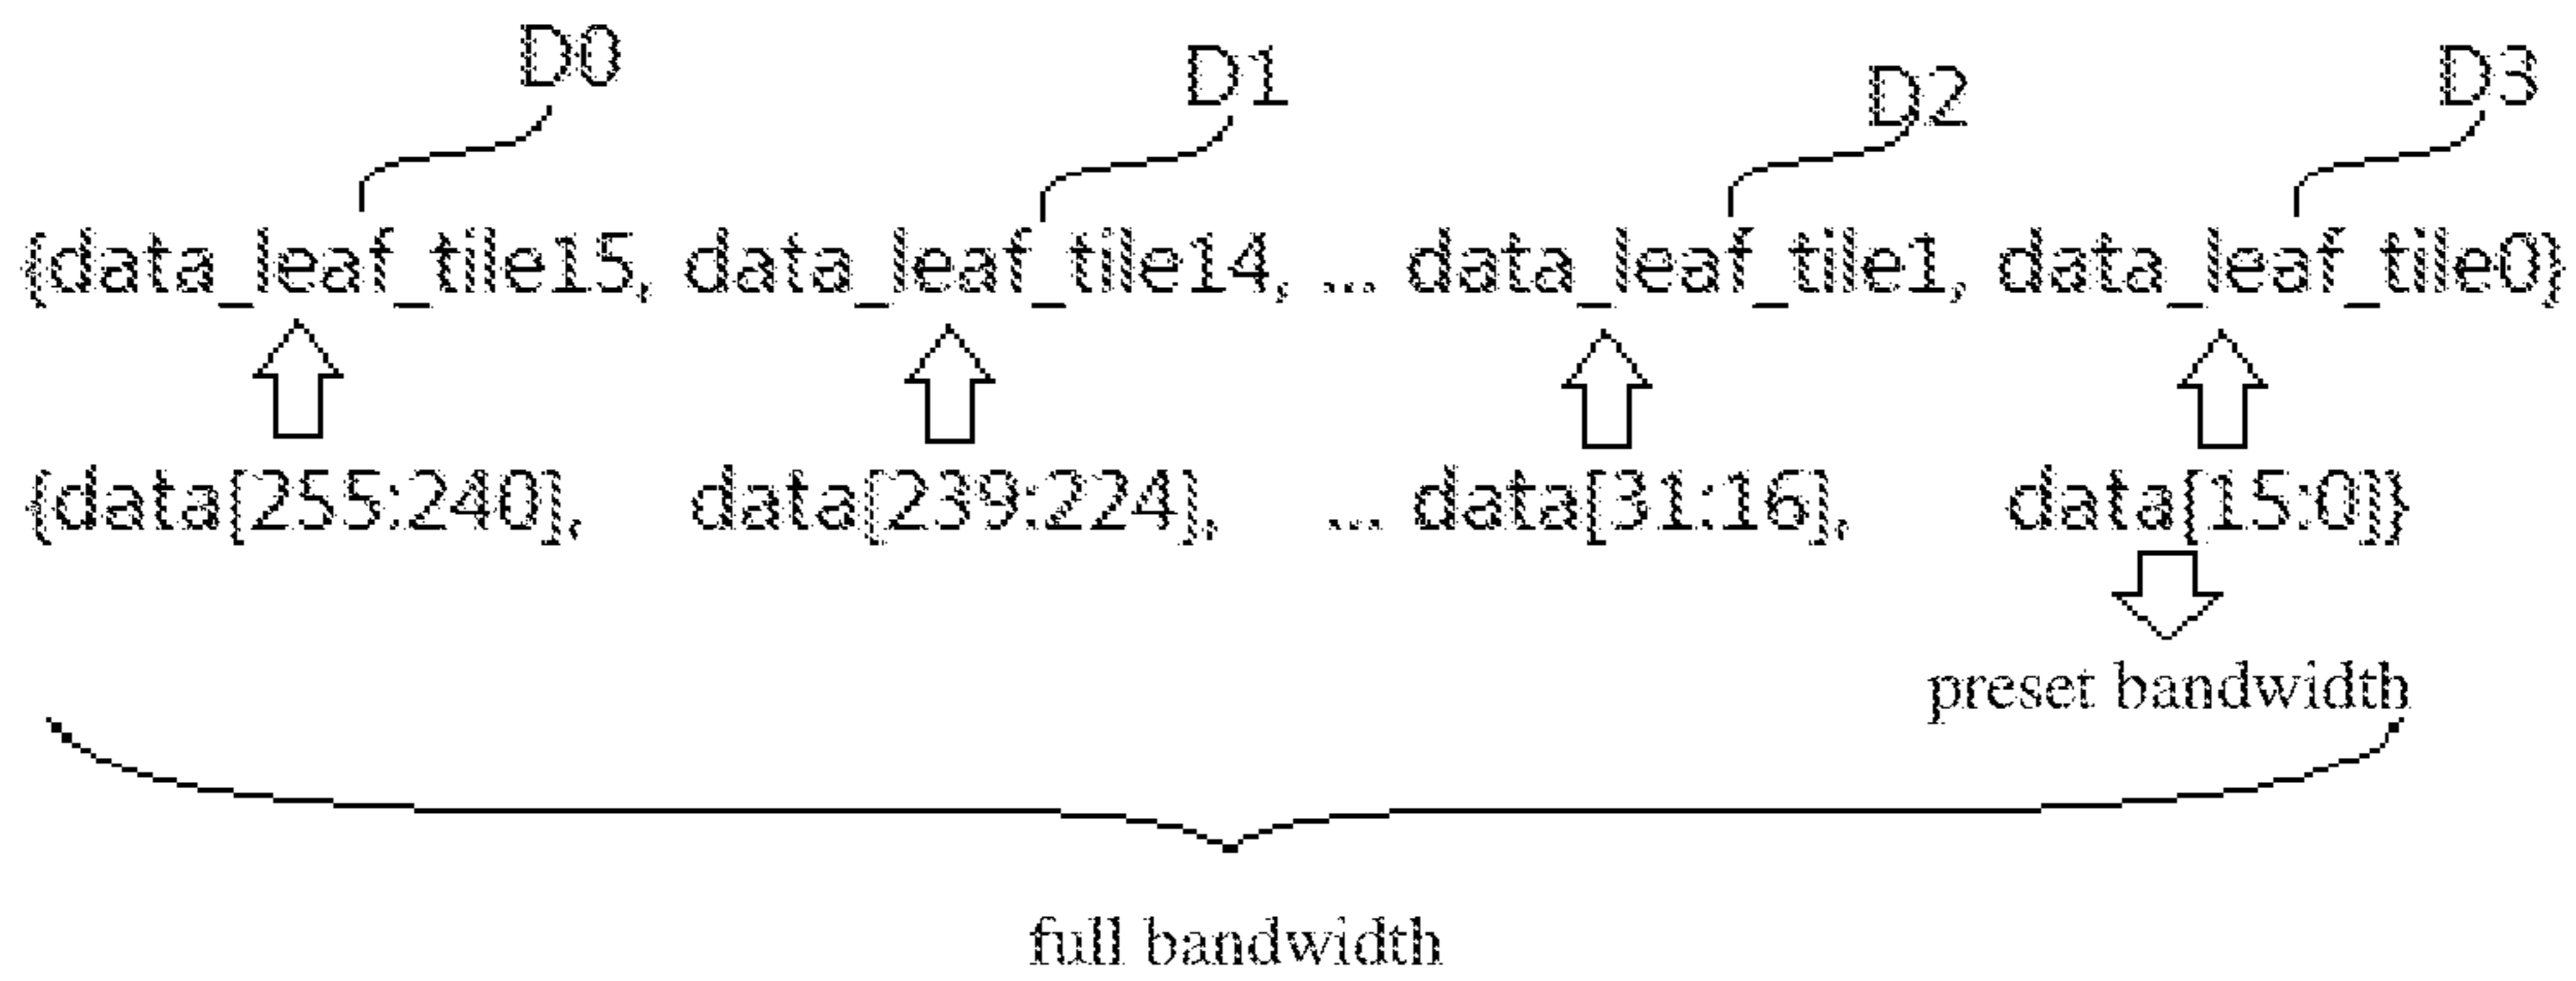 D0 D1 D2 D3
{data_leaf_tile15, data_leaf_tile14, ... data_leaf_tile1, data_leaf_tile0}
{data[255:240], data[239:224], ... data[31:16], data[15:0]}
preset bandwidth
full bandwidth